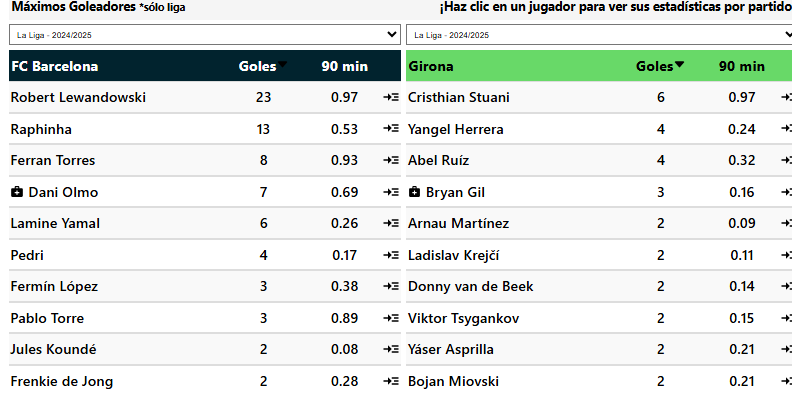 Máximos Goleadores *sólo liga ¡Haz clic en un jugador para ver sus estadísticas por partido
La Liga - 2024/2025 La Liga - 2024/2025
FC Barcelona Goles 90 min Girona Goles 90 min
Robert Lewandowski 23 0.97 Cristhian Stuani 6 0.97
Raphinha 13 0.53 Yangel Herrera 4 0.24
Ferran Torres 8 0.93 Abel Ruíz 4 0.32
Dani Olmo 7 0.69 Bryan Gil 3 0.16
Lamine Yamal 6 0.26 Arnau Martínez 2 0.09
Pedri 4 0.17 Ladislav Krejčí 2 0.11
Fermín López 3 0.38 Donny van de Beek 2 0.14
Pablo Torre 3 0.89 Viktor Tsygankov 2 0.15
Jules Koundé 2 0.08 Yáser Asprilla 2 0.21
Frenkie de Jong 2 0.28 Bojan Miovski 2 0.21